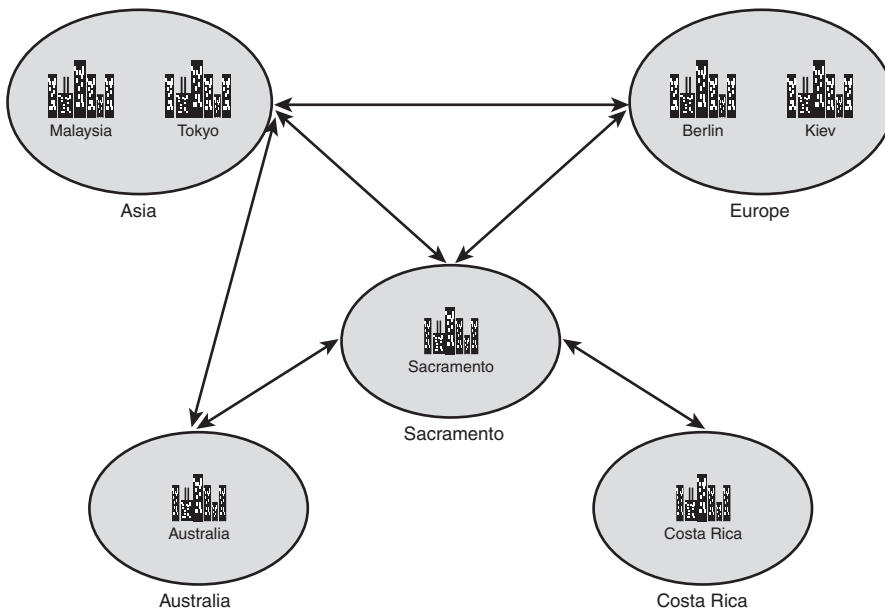 Malaysia
Tokyo
Asia
Berlin
Kiev
Europe
Sacramento
Sacramento
Australia
Australia
Costa Rica
Costa Rica